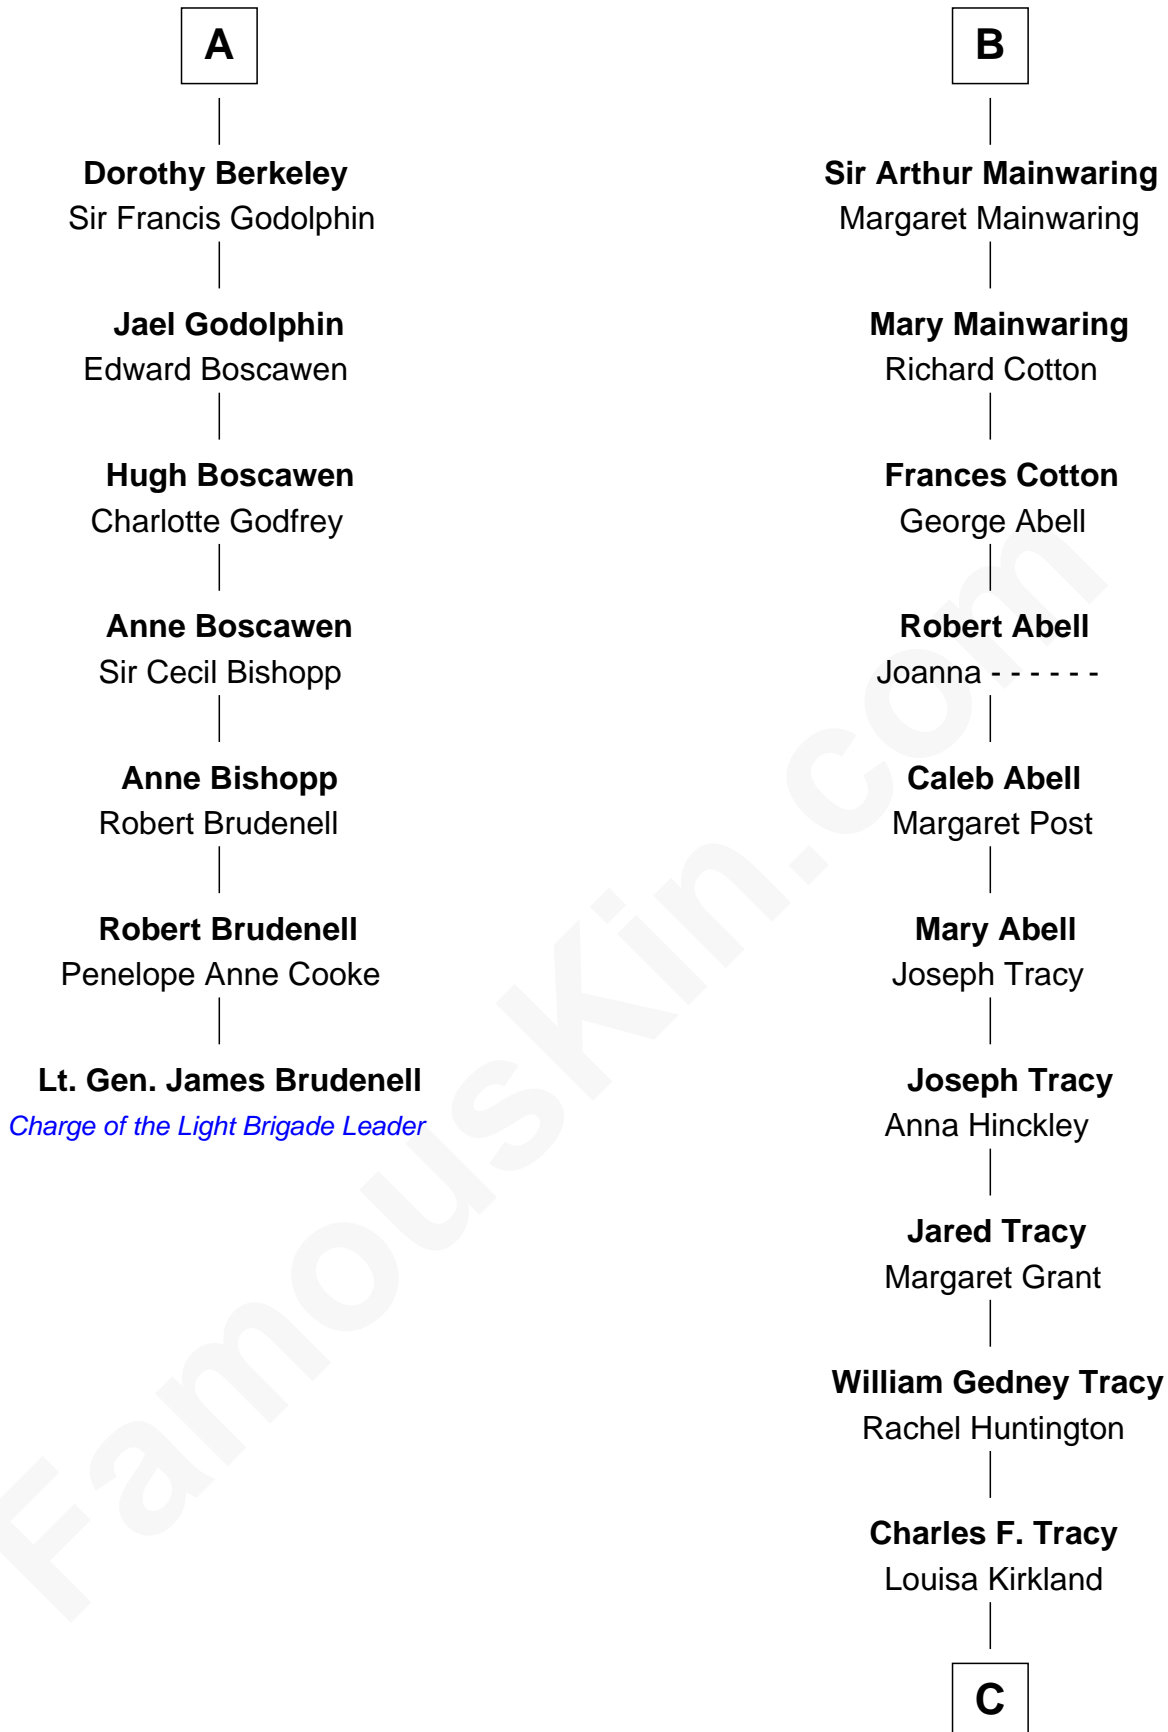 A
Dorothy Berkeley
Sir Francis Godolphin
Jael Godolphin
Edward Boscawen
Hugh Boscawen
Charlotte Godfrey
Anne Boscawen
Sir Cecil Bishopp
Anne Bishopp
Robert Brudenell
Robert Brudenell
Penelope Anne Cooke
Lt. Gen. James Brudenell
Charge of the Light Brigade Leader
B
Sir Arthur Mainwaring
Margaret Mainwaring
Mary Mainwaring
Richard Cotton
Frances Cotton
George Abell
Robert Abell
Joanna - - - - - -
Caleb Abell
Margaret Post
Mary Abell
Joseph Tracy
Joseph Tracy
Anna Hinckley
Jared Tracy
Margaret Grant
William Gedney Tracy
Rachel Huntington
Charles F. Tracy
Louisa Kirkland
C
FamousKin.com